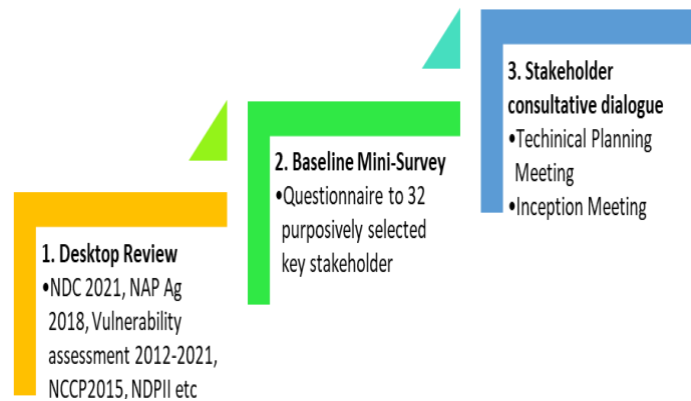 1. Desktop Review
•NDC 2021, NAP Ag
2018, Vulnerability
assessment 2012-2021,
NCCP2015, NDPII etc
2. Baseline Mini-Survey
•Questionnaire to 32
purposively selected
key stakeholder
3. Stakeholder
consultative dialogue
•Techinical Planning
Meeting
•Inception Meeting